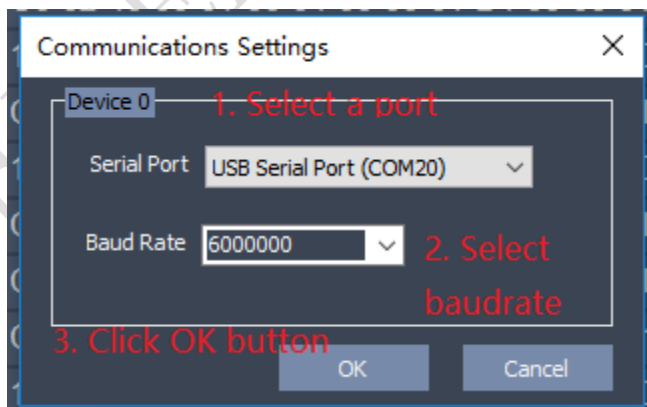 Communications Settings
Device 0
1. Select a port
Serial Port
USB Serial Port (COM20)
Baud Rate
6000000
2. Select
baudrate
3. Click OK button
OK
Cancel